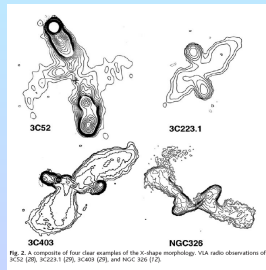 3C52
3C223.1
3C403
NGC326
Fig. 2. A composite of four clear examples of the X-shape morphology. VLA radio observations of
3C52 (28), 3C223.1 (29), 3C403 (29), and NGC 326 (12).